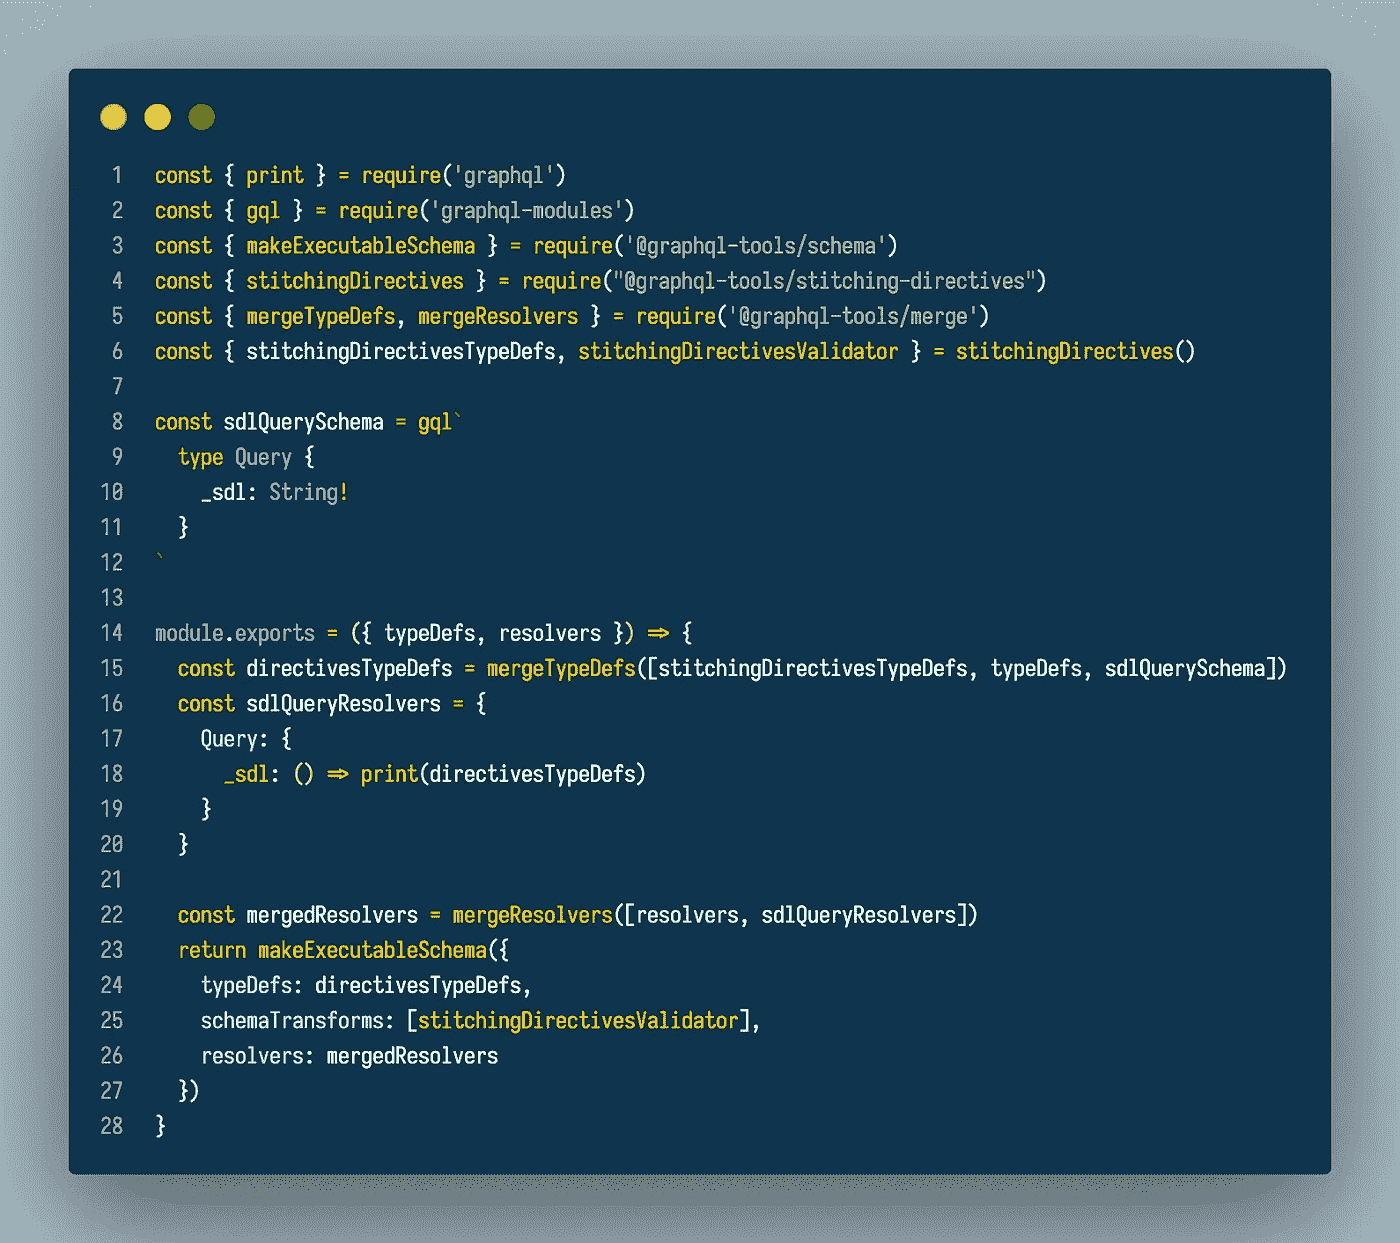 1 const { print } = require('graphql')
2 const { gql } = require('graphql-modules')
3 const { makeExecutableSchema } = require('@graphql-tools/schema')
4 const { stitchingDirectives } = require("@graphql-tools/stitching-directives")
5 const { mergeTypeDefs, mergeResolvers } = require('@graphql-tools/merge')
6 const { stitchingDirectivesTypeDefs, stitchingDirectivesValidator } = stitchingDirectives()
7
8 const sdlQuerySchema = gql`
9   type Query {
10     _sdl: String!
11   }
12 `
13
14 module.exports = ({ typeDefs, resolvers }) => {
15   const directivesTypeDefs = mergeTypeDefs([stitchingDirectivesTypeDefs, typeDefs, sdlQuerySchema])
16   const sdlQueryResolvers = {
17     Query: {
18       _sdl: () => print(directivesTypeDefs)
19     }
20   }
21
22   const mergedResolvers = mergeResolvers([resolvers, sdlQueryResolvers])
23   return makeExecutableSchema({
24     typeDefs: directivesTypeDefs,
25     schemaTransforms: [stitchingDirectivesValidator],
26     resolvers: mergedResolvers
27   })
28 }